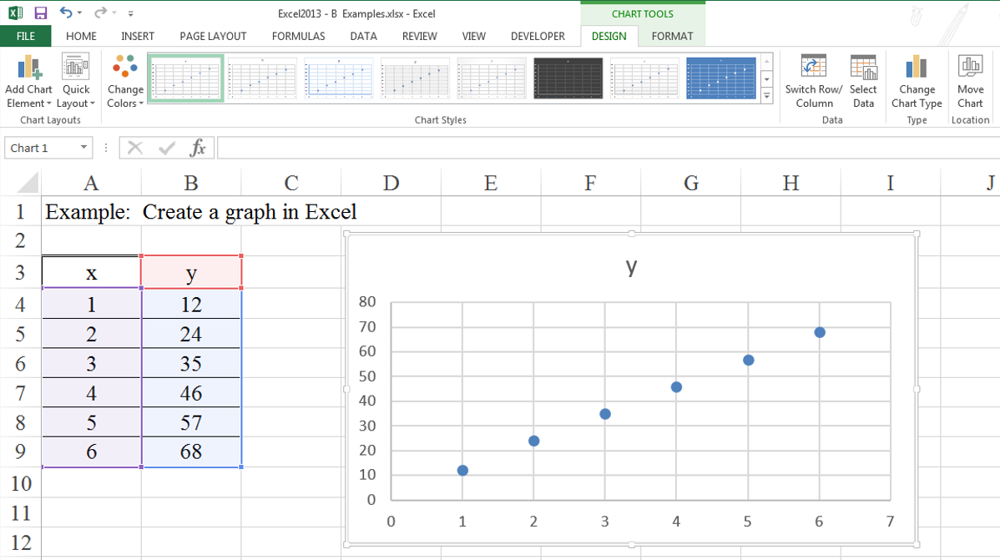 Excel2013 - B Examples.xlsx - Excel
CHART TOOLS
FILE HOME INSERT PAGE LAYOUT FORMULAS DATA REVIEW VIEW DEVELOPER DESIGN FORMAT
Add Chart Element
Quick Layout
Change Colors
Switch Row/ Column
Select Data
Change Chart Type
Move Chart
Chart Layouts
Chart Styles
Data
Type
Location
Chart 1
fx
A B C D E F G H I J
1 Example: Create a graph in Excel
2
3 x y
4 1 12
5 2 24
6 3 35
7 4 46
8 5 57
9 6 68
10
11
12
y
80
70
60
50
40
30
20
10
0
0 1 2 3 4 5 6 7